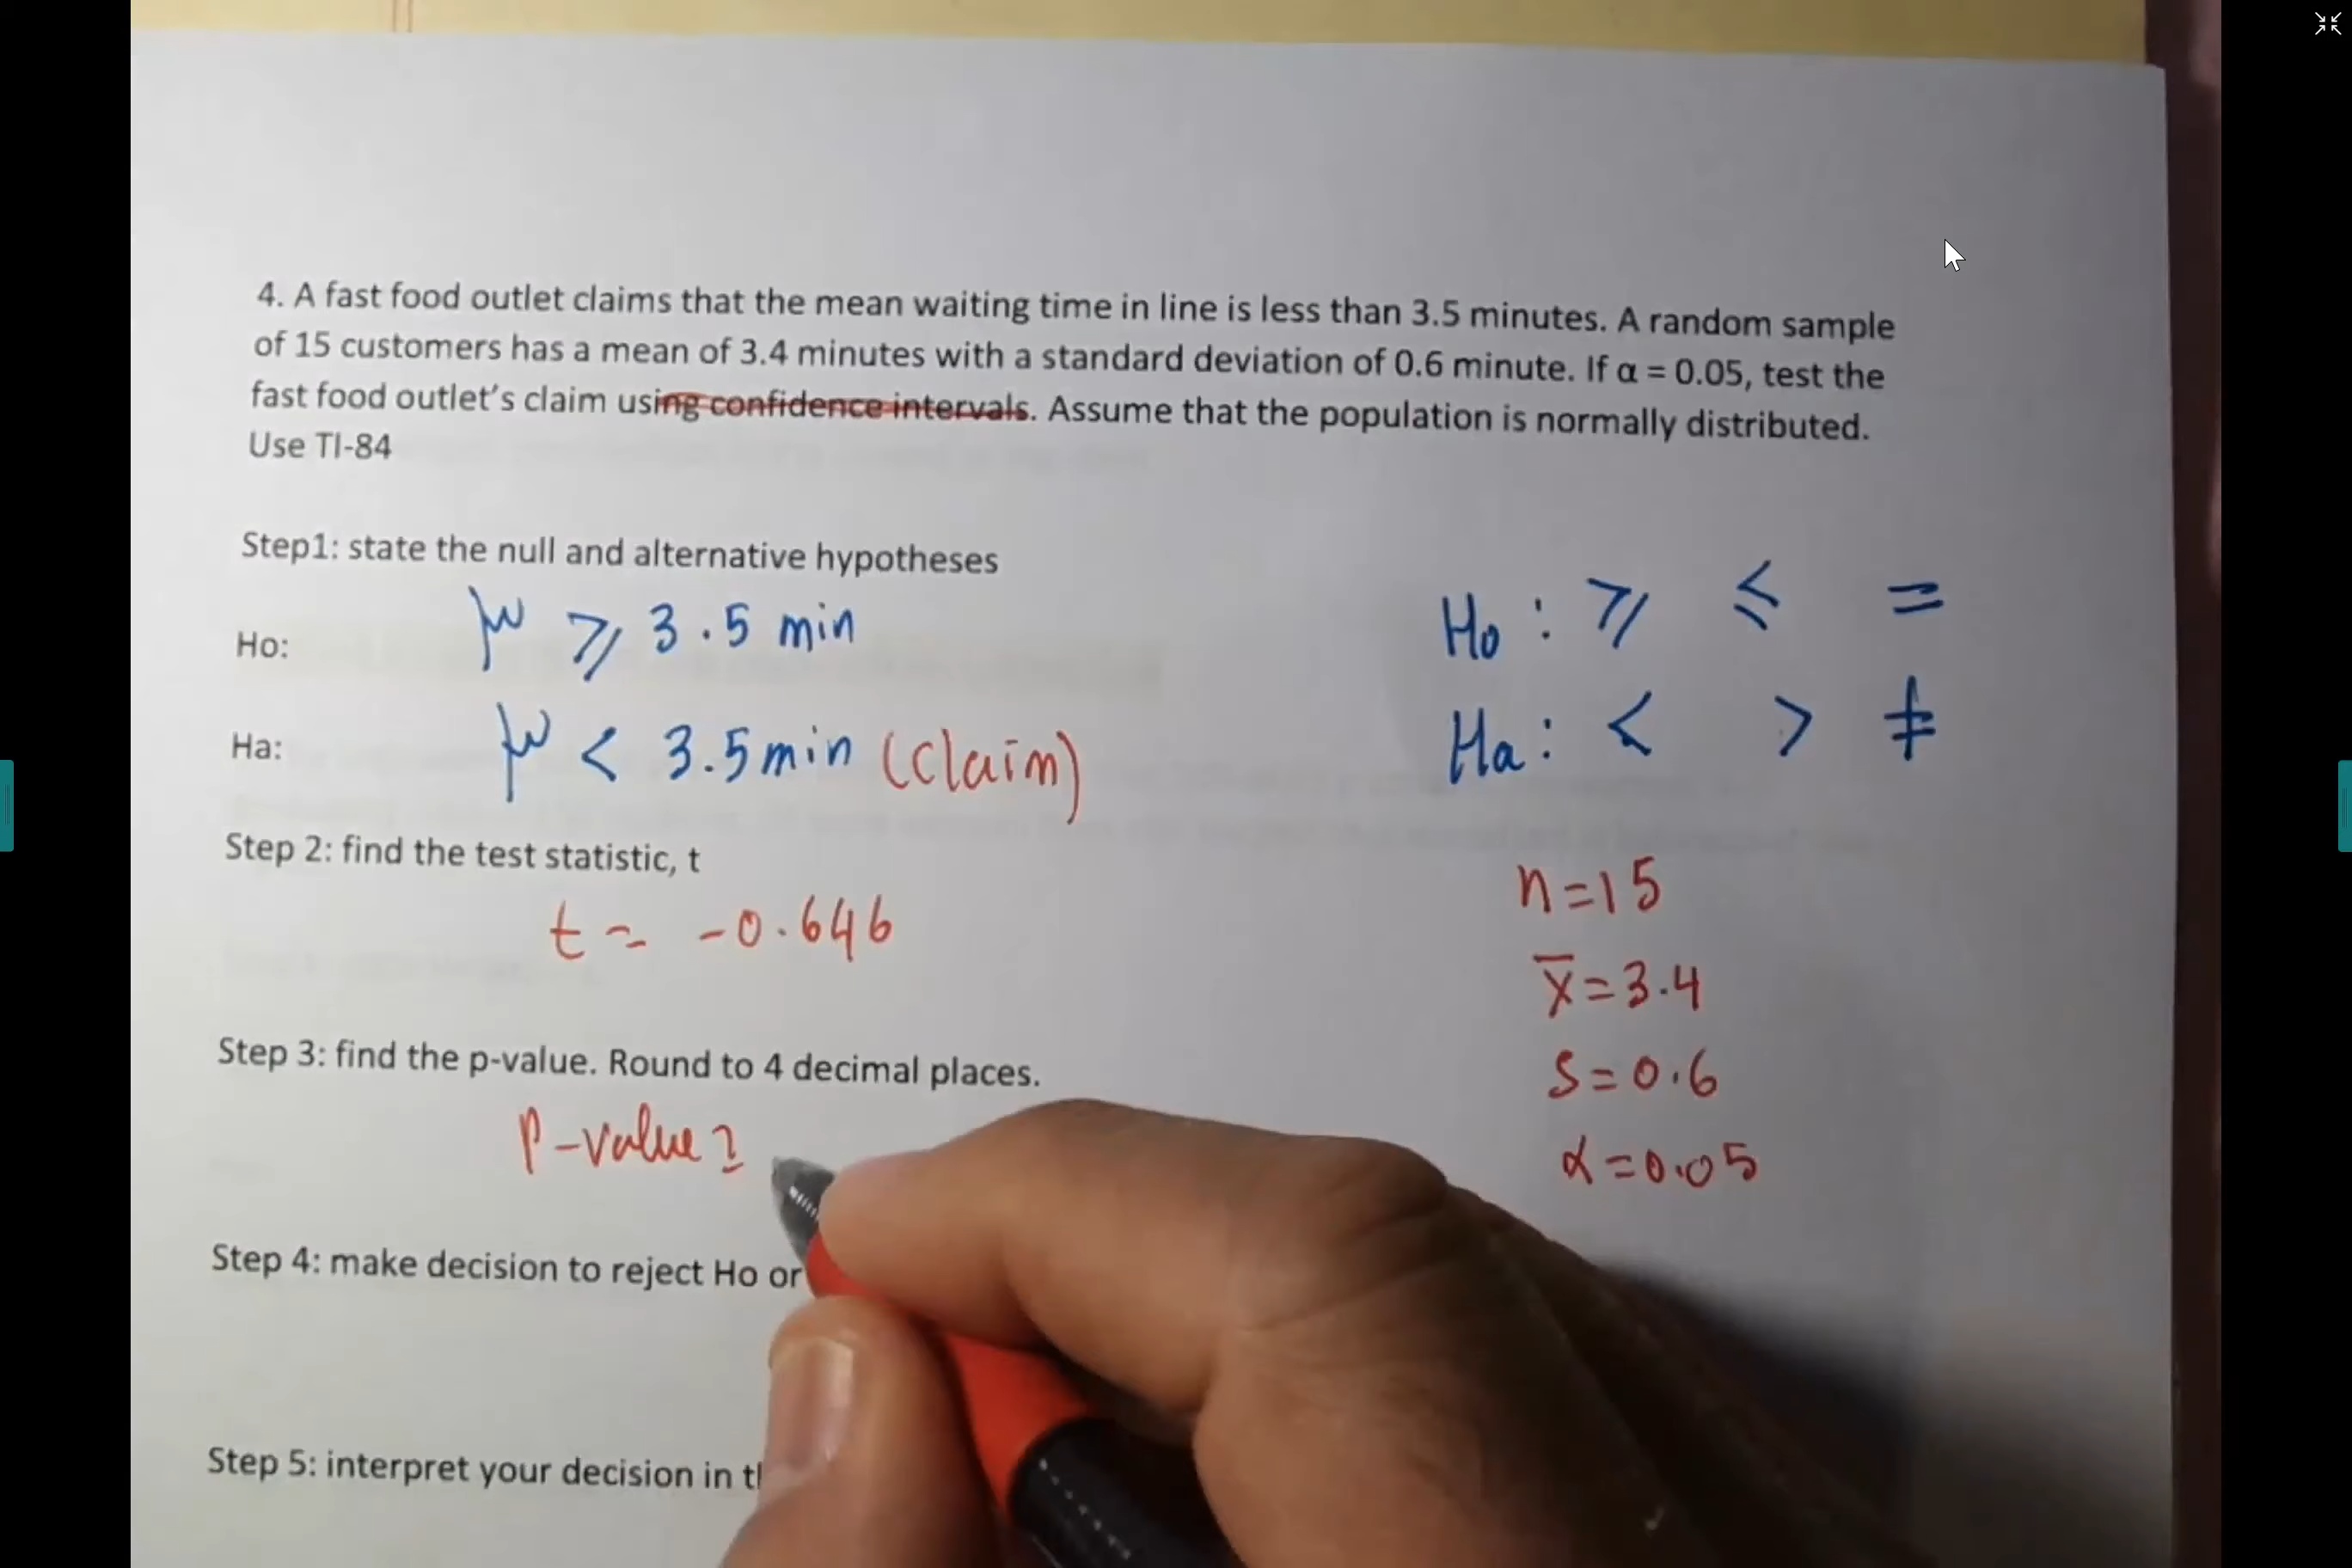 4. A fast food outlet claims that the mean waiting time in line is less than 3.5 minutes. A random sample
of 15 customers has a mean of 3.4 minutes with a standard deviation of 0.6 minute. If α = 0.05, test the
fast food outlet's claim using confidence intervals. Assume that the population is normally distributed.
Use TI-84
Step1: state the null and alternative hypotheses
Ho: μ ⩾ 3.5 min
Ha: μ < 3.5 min (claim)
Ho : ⩾ ⩽ =
Ha : < > ≠
Step 2: find the test statistic, t
t = -0.646
n = 15
x̄ = 3.4
s = 0.6
α = 0.05
Step 3: find the p-value. Round to 4 decimal places.
P-value =
Step 4: make decision to reject Ho or
Step 5: interpret your decision in